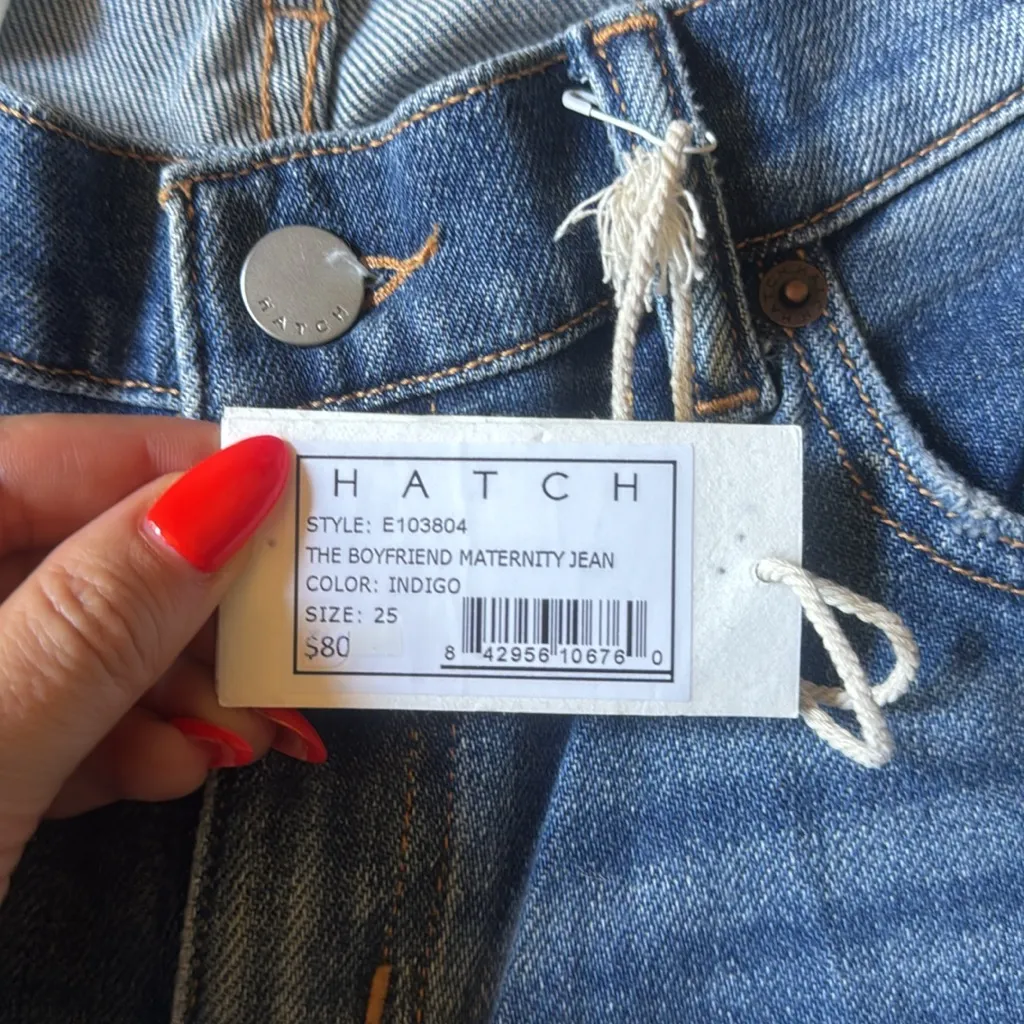 HATCH
HATCH
STYLE: E103804
THE BOYFRIEND MATERNITY JEAN
COLOR: INDIGO
SIZE: 25
$80
8 42956 10676 0